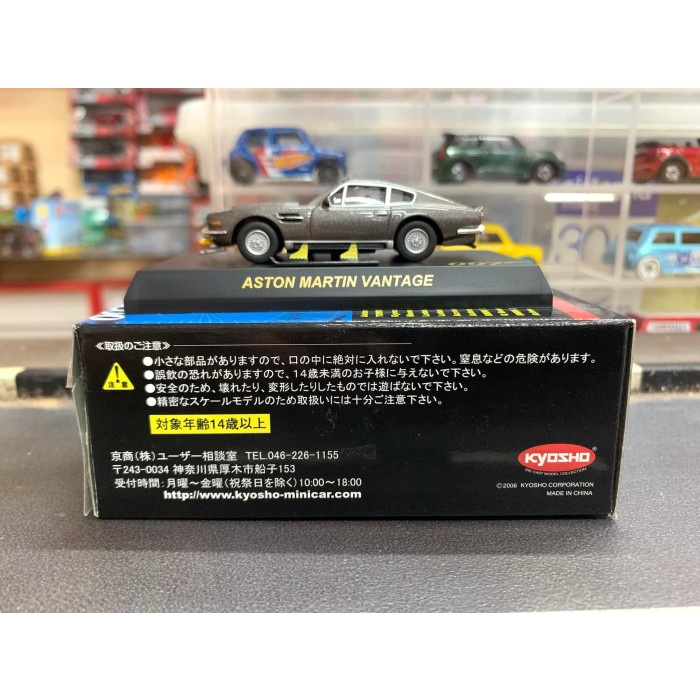 007
ASTON MARTIN VANTAGE
≪取扱のご注意≫
●小さな部品がありますので、口の中に絶対に入れないで下さい。窒息などの危険があります。
●誤飲の恐れがありますので、14歳未満のお子様に与えないで下さい。
●安全のため、壊れたり、変形したりしたものでは遊ばないで下さい。
●精密なスケールモデルのため取扱いには十分ご注意下さい。
注意
対象年齢14歳以上
京商(株)ユーザー相談室 TEL.046-226-1155
〒243-0034 神奈川県厚木市船子153
受付時間:月曜～金曜(祝祭日を除く)10:00～18:00
http://www.kyosho-minicar.com
KYOSHO
DIE-CAST MODEL COLLECTION
©2006 KYOSHO CORPORATION
MADE IN CHINA
30